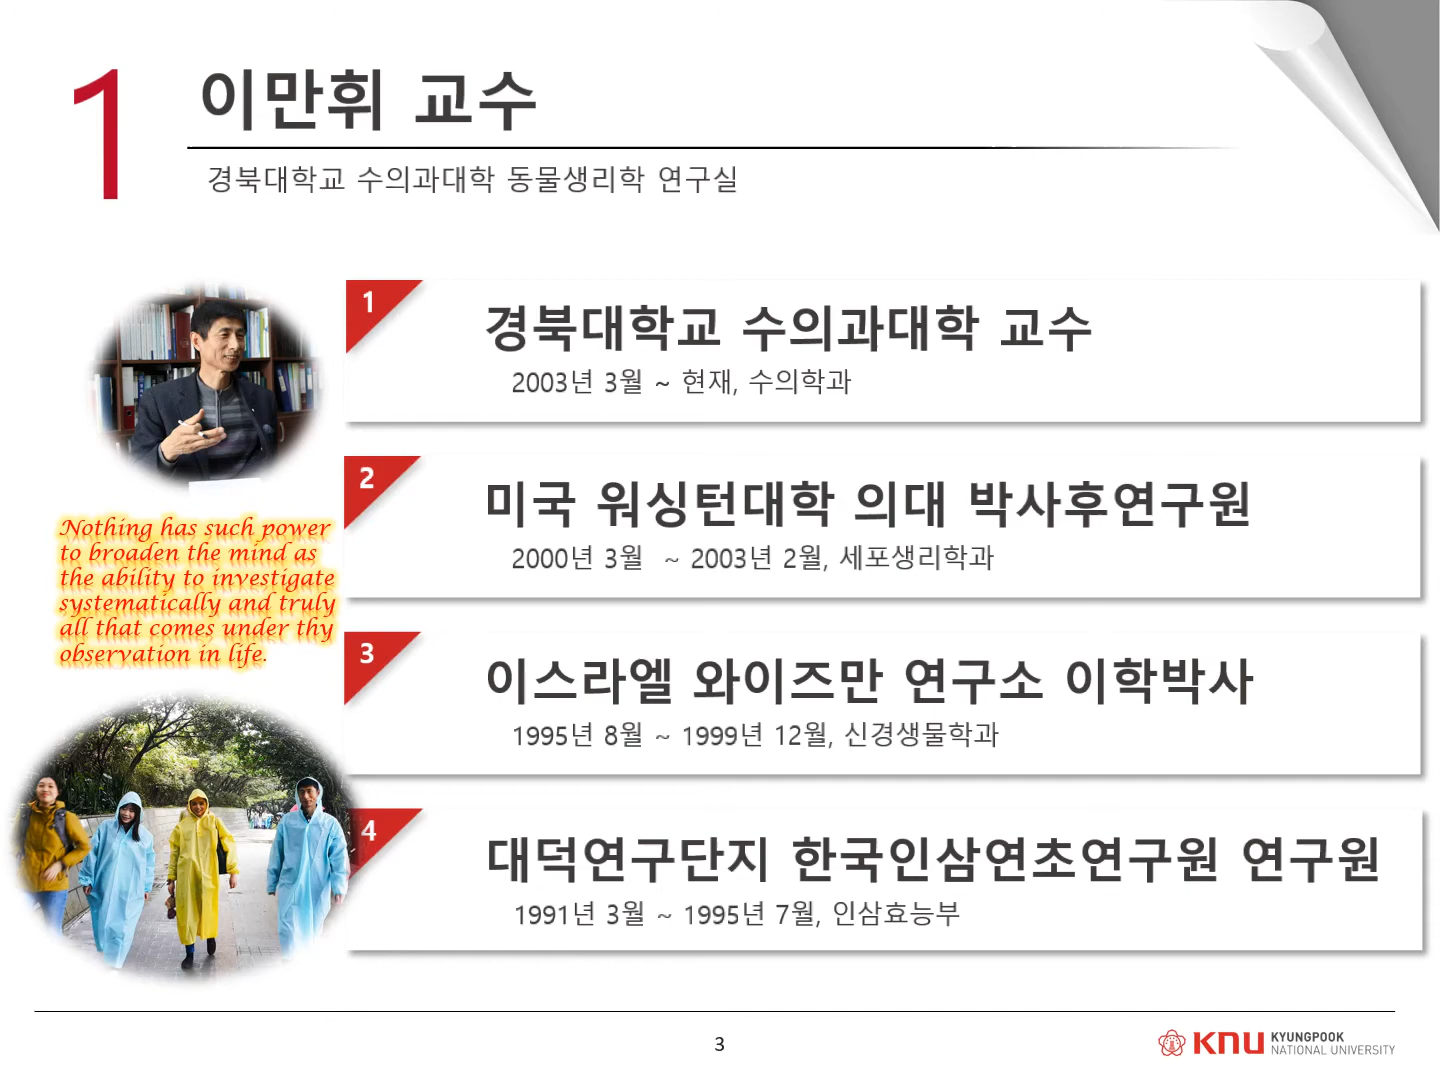 1
이만휘 교수
경북대학교 수의과대학 동물생리학 연구실
1
경북대학교 수의과대학 교수
2003년 3월 ~ 현재, 수의학과
2
미국 워싱턴대학 의대 박사후연구원
2000년 3월 ~ 2003년 2월, 세포생리학과
Nothing has such power
to broaden the mind as
the ability to investigate
systematically and truly
all that comes under thy
observation in life.
3
이스라엘 와이즈만 연구소 이학박사
1995년 8월 ~ 1999년 12월, 신경생물학과
4
대덕연구단지 한국인삼연초연구원 연구원
1991년 3월 ~ 1995년 7월, 인삼효능부
3
KNU KYUNGPOOK
NATIONAL UNIVERSITY